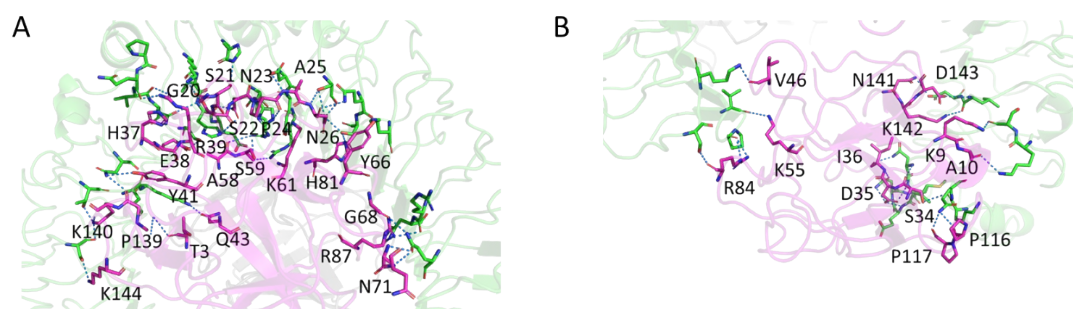 A
S21 N23 A25
G20
H37 R39 S22 P24 N26
E38 S59 Y66
A58 K61 H81
Y41
G68
K140 P139 Q43 R87
T3
K144 N71
B
V46 N141 D143
K142
I36 K9
K55 A10
R84 D35
S34
P116
P117